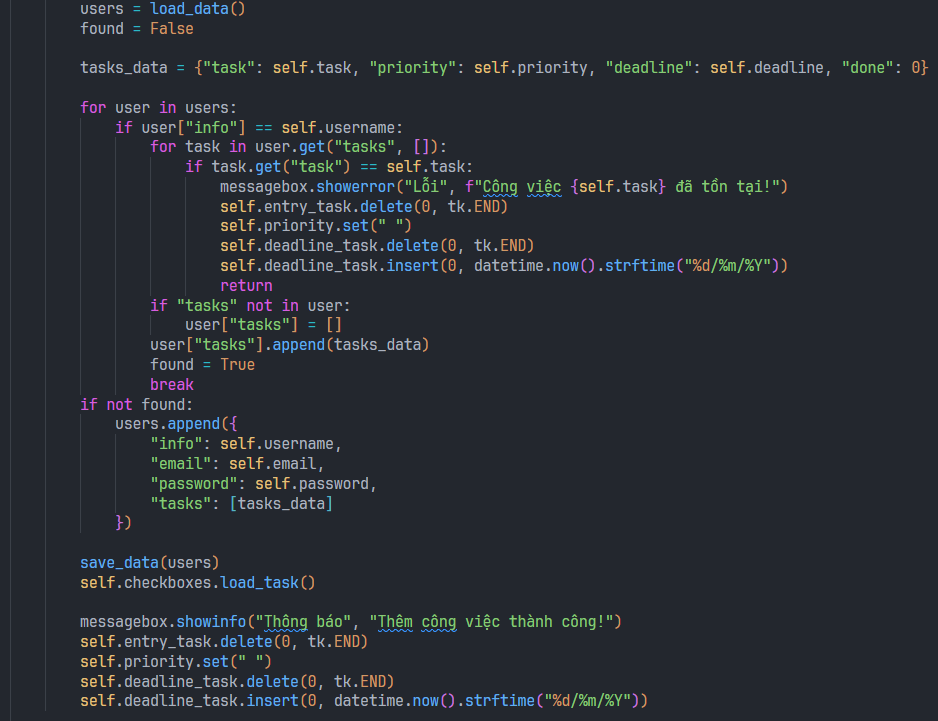 users = load_data()
found = False

tasks_data = {"task": self.task, "priority": self.priority, "deadline": self.deadline, "done": 0}

for user in users:
    if user["info"] == self.username:
        for task in user.get("tasks", []):
            if task.get("task") == self.task:
                messagebox.showerror("Lỗi", f"Công việc {self.task} đã tồn tại!")
                self.entry_task.delete(0, tk.END)
                self.priority.set(" ")
                self.deadline_task.delete(0, tk.END)
                self.deadline_task.insert(0, datetime.now().strftime("%d/%m/%Y"))
                return
        if "tasks" not in user:
            user["tasks"] = []
        user["tasks"].append(tasks_data)
        found = True
        break
if not found:
    users.append({
        "info": self.username,
        "email": self.email,
        "password": self.password,
        "tasks": [tasks_data]
    })

save_data(users)
self.checkboxes.load_task()

messagebox.showinfo("Thông báo", "Thêm công việc thành công!")
self.entry_task.delete(0, tk.END)
self.priority.set(" ")
self.deadline_task.delete(0, tk.END)
self.deadline_task.insert(0, datetime.now().strftime("%d/%m/%Y"))